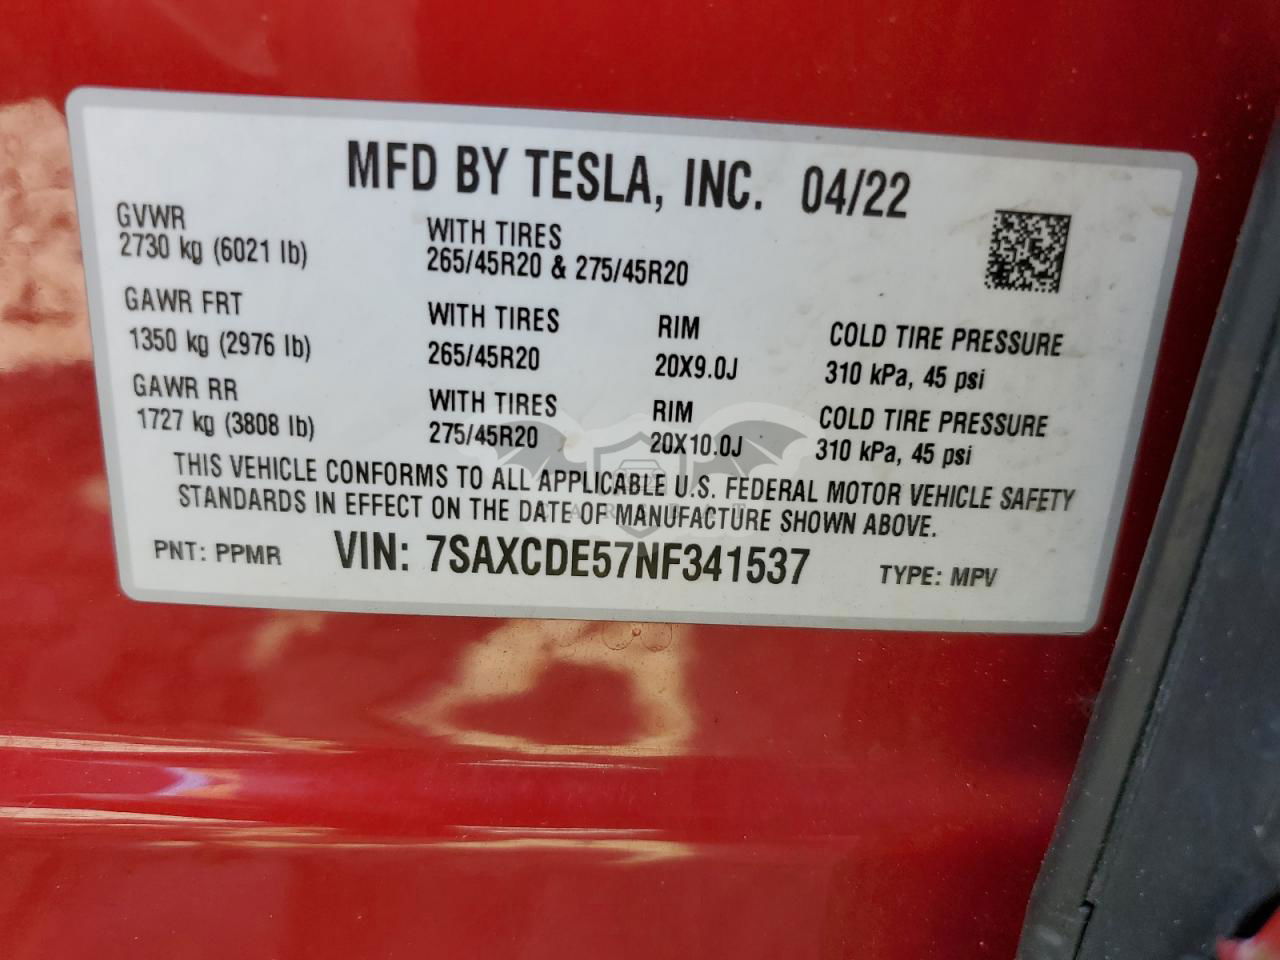 MFD BY TESLA, INC. 04/22
GVWR
2730 kg (6021 lb)
WITH TIRES
265/45R20 & 275/45R20
GAWR FRT
1350 kg (2976 lb)
WITH TIRES
265/45R20
RIM
20X9.0J
COLD TIRE PRESSURE
310 kPa, 45 psi
GAWR RR
1727 kg (3808 lb)
WITH TIRES
275/45R20
RIM
20X10.0J
COLD TIRE PRESSURE
310 kPa, 45 psi
THIS VEHICLE CONFORMS TO ALL APPLICABLE U.S. FEDERAL MOTOR VEHICLE SAFETY
STANDARDS IN EFFECT ON THE DATE OF MANUFACTURE SHOWN ABOVE.
PNT: PPMR VIN: 7SAXCDE57NF341537 TYPE: MPV